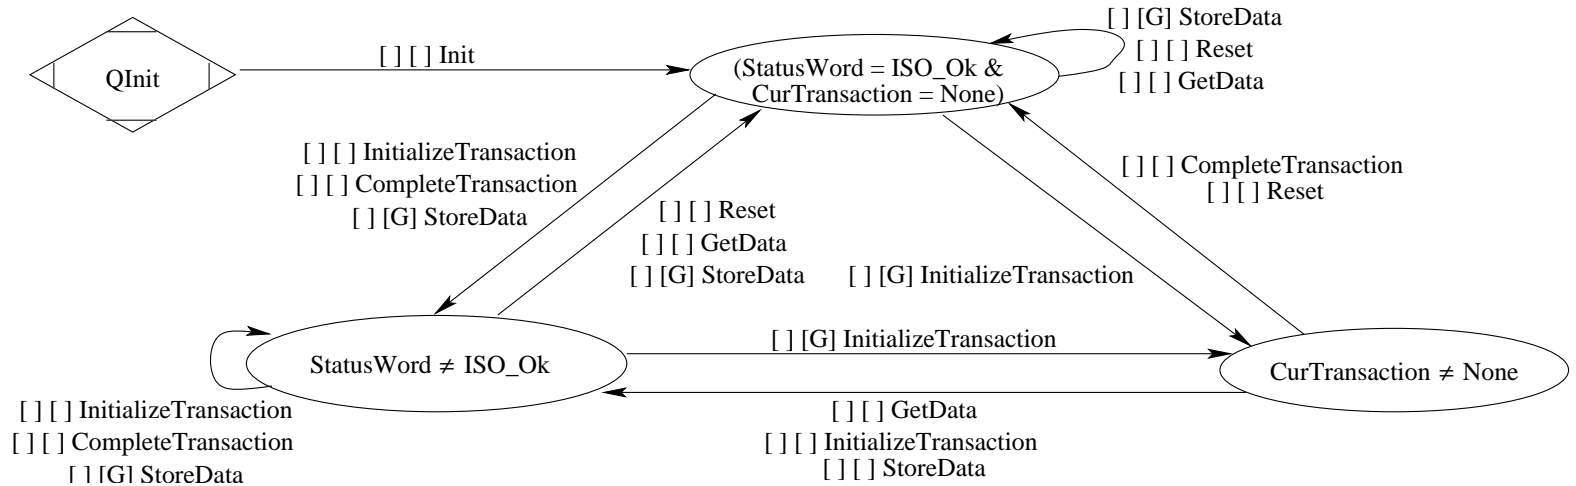 [ ] [G] StoreData
[ ] [ ] Reset
[ ] [ ] GetData
[ ] [ ] Init
QInit
(StatusWord = ISO_Ok &
CurTransaction = None)
[ ] [ ] InitializeTransaction
[ ] [ ] CompleteTransaction
[ ] [G] StoreData
[ ] [ ] Reset
[ ] [ ] GetData
[ ] [G] StoreData
[ ] [G] InitializeTransaction
[ ] [ ] CompleteTransaction
[ ] [ ] Reset
StatusWord ≠ ISO_Ok
[ ] [G] InitializeTransaction
CurTransaction ≠ None
[ ] [ ] InitializeTransaction
[ ] [ ] CompleteTransaction
[ ] [G] StoreData
[ ] [ ] GetData
[ ] [ ] InitializeTransaction
[ ] [ ] StoreData